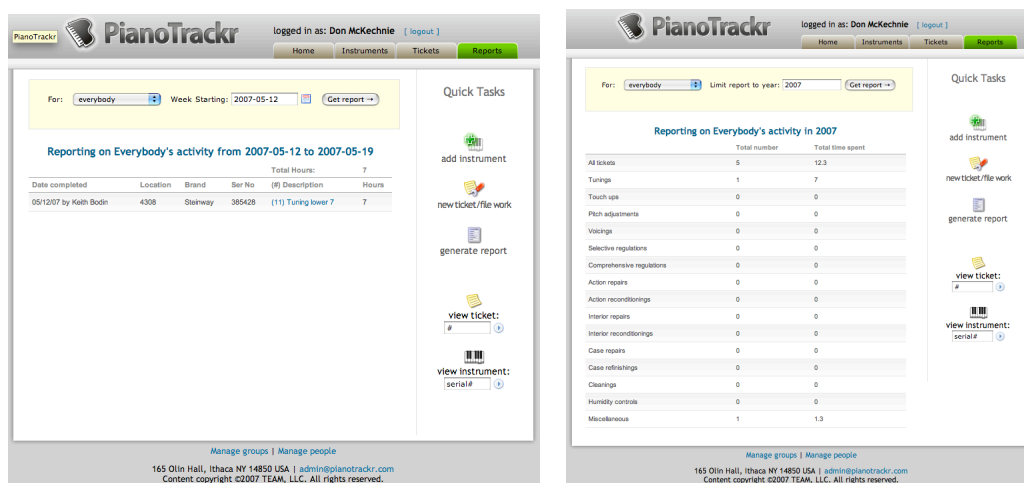 PianoTrackr
PianoTrackr
logged in as: Don McKechnie [ logout ]
Home Instruments Tickets Reports
For: everybody Week Starting: 2007-05-12 Get report →
Reporting on Everybody's activity from 2007-05-12 to 2007-05-19
Total Hours: 7
Date completed Location Brand Ser No (#) Description Hours
05/12/07 by Keith Bodin 4308 Steinway 385428 (11) Tuning lower 7 7
Quick Tasks
add instrument
new ticket/file work
generate report
view ticket:
#
view instrument:
serial#
Manage groups | Manage people
165 Olin Hall, Ithaca NY 14850 USA | admin@pianotrackr.com
Content copyright ©2007 TEAM, LLC. All rights reserved.
PianoTrackr
logged in as: Don McKechnie [ logout ]
Home Instruments Tickets Reports
For: everybody Limit report to year: 2007 Get report →
Reporting on Everybody's activity in 2007
Total number Total time spent
All tickets 5 12.3
Tunings 1 7
Touch ups 0 0
Pitch adjustments 0 0
Voicings 0 0
Selective regulations 0 0
Comprehensive regulations 0 0
Action repairs 0 0
Action reconditionings 0 0
Interior repairs 0 0
Interior reconditionings 0 0
Case repairs 0 0
Case refinishings 0 0
Cleanings 0 0
Humidity controls 0 0
Miscellaneous 1 1.3
Quick Tasks
add instrument
new ticket/file work
generate report
view ticket:
#
view instrument:
serial#
Manage groups | Manage people
165 Olin Hall, Ithaca NY 14850 USA | admin@pianotrackr.com
Content copyright ©2007 TEAM, LLC. All rights reserved.